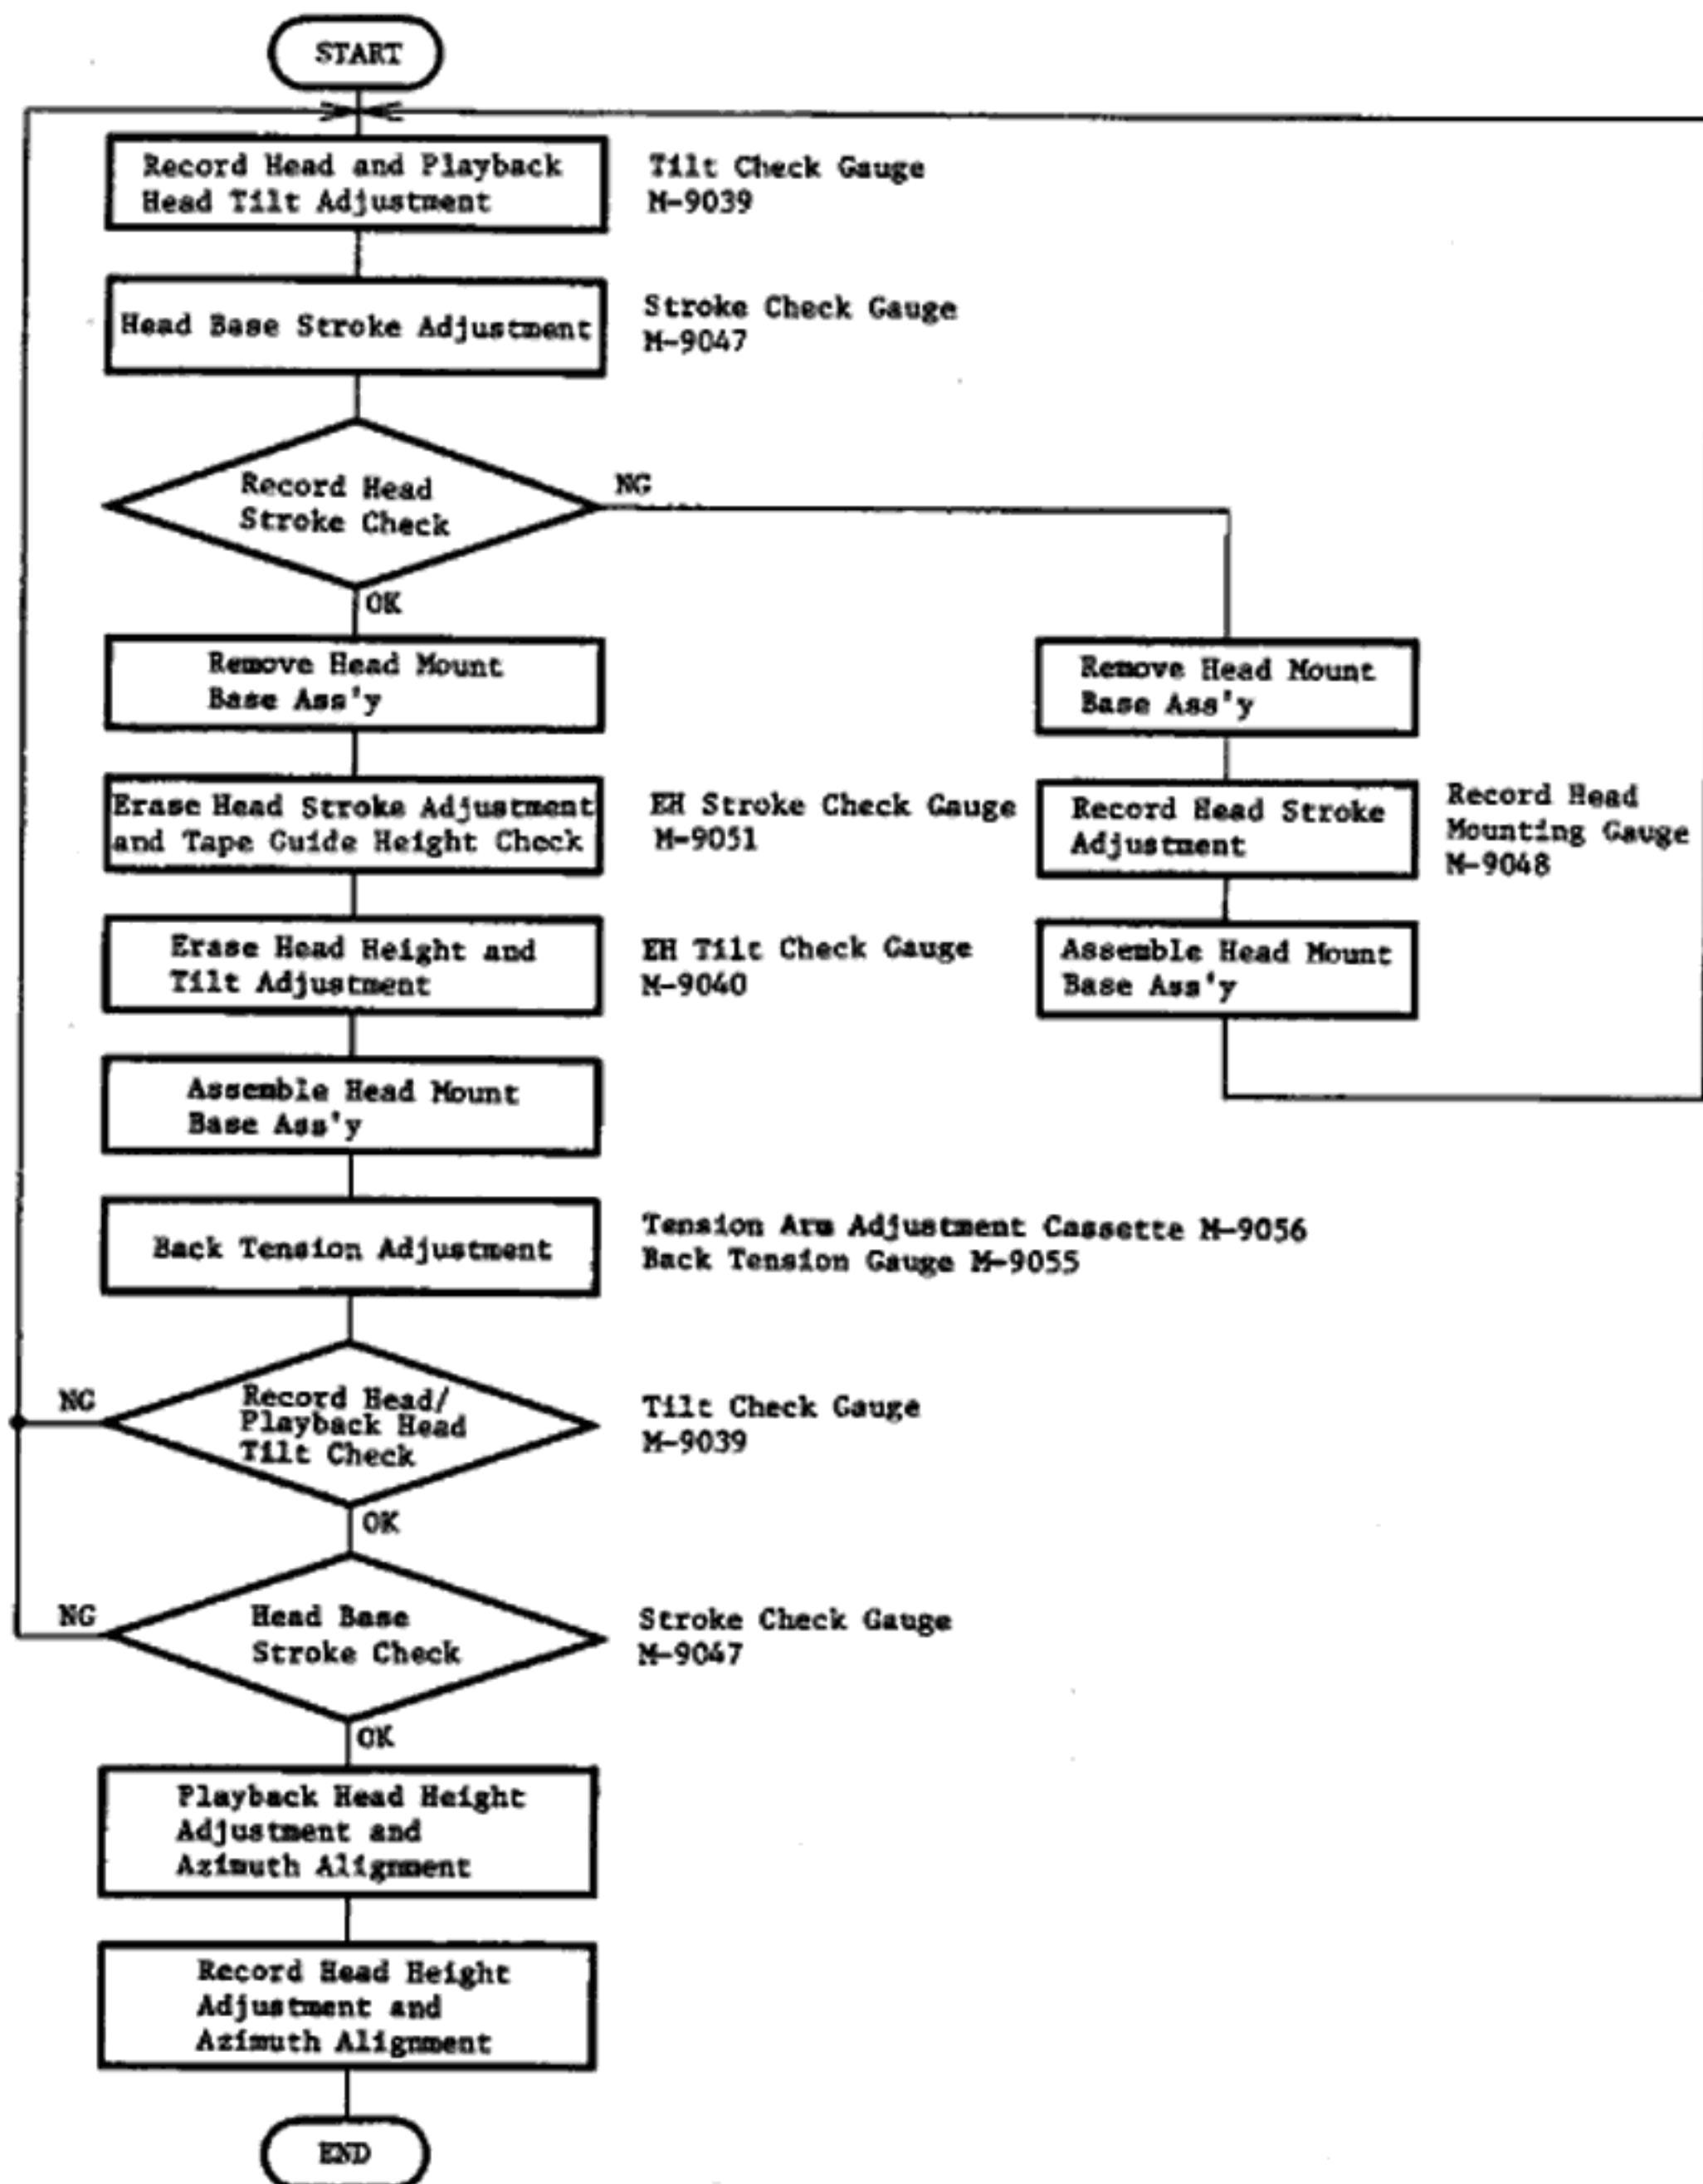 START
Record Head and Playback
Head Tilt Adjustment
Tilt Check Gauge
M-9039
Head Base Stroke Adjustment
Stroke Check Gauge
M-9047
Record Head
Stroke Check
NG
OK
Remove Head Mount
Base Ass'y
Remove Head Mount
Base Ass'y
Erase Head Stroke Adjustment
and Tape Guide Height Check
EH Stroke Check Gauge
M-9051
Record Head Stroke
Adjustment
Record Head
Mounting Gauge
M-9048
Erase Head Height and
Tilt Adjustment
EH Tilt Check Gauge
M-9040
Assemble Head Mount
Base Ass'y
Assemble Head Mount
Base Ass'y
Back Tension Adjustment
Tension Arm Adjustment Cassette M-9056
Back Tension Gauge M-9055
NG
Record Head/
Playback Head
Tilt Check
Tilt Check Gauge
M-9039
OK
NG
Head Base
Stroke Check
Stroke Check Gauge
M-9047
OK
Playback Head Height
Adjustment and
Azimuth Alignment
Record Head Height
Adjustment and
Azimuth Alignment
END